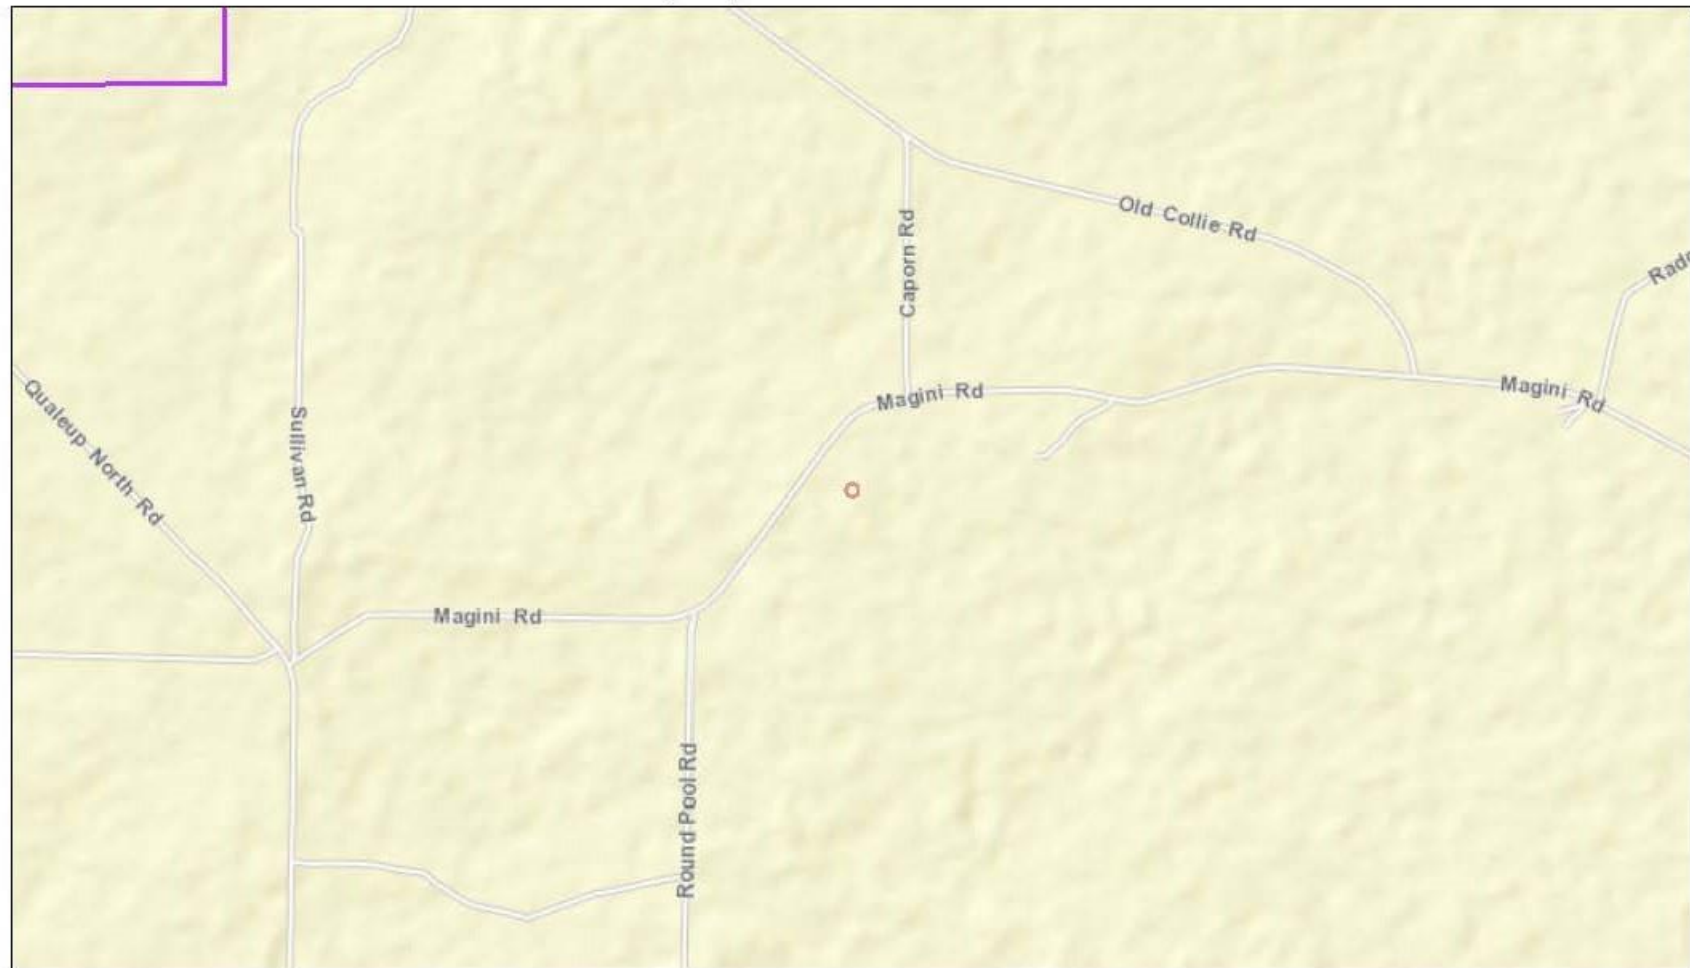 Old Collie Rd
Caporn Rd
Qualeup North Rd
Sullivan Rd
Magini Rd
Magini Rd
Magini Rd
Round Pool Rd